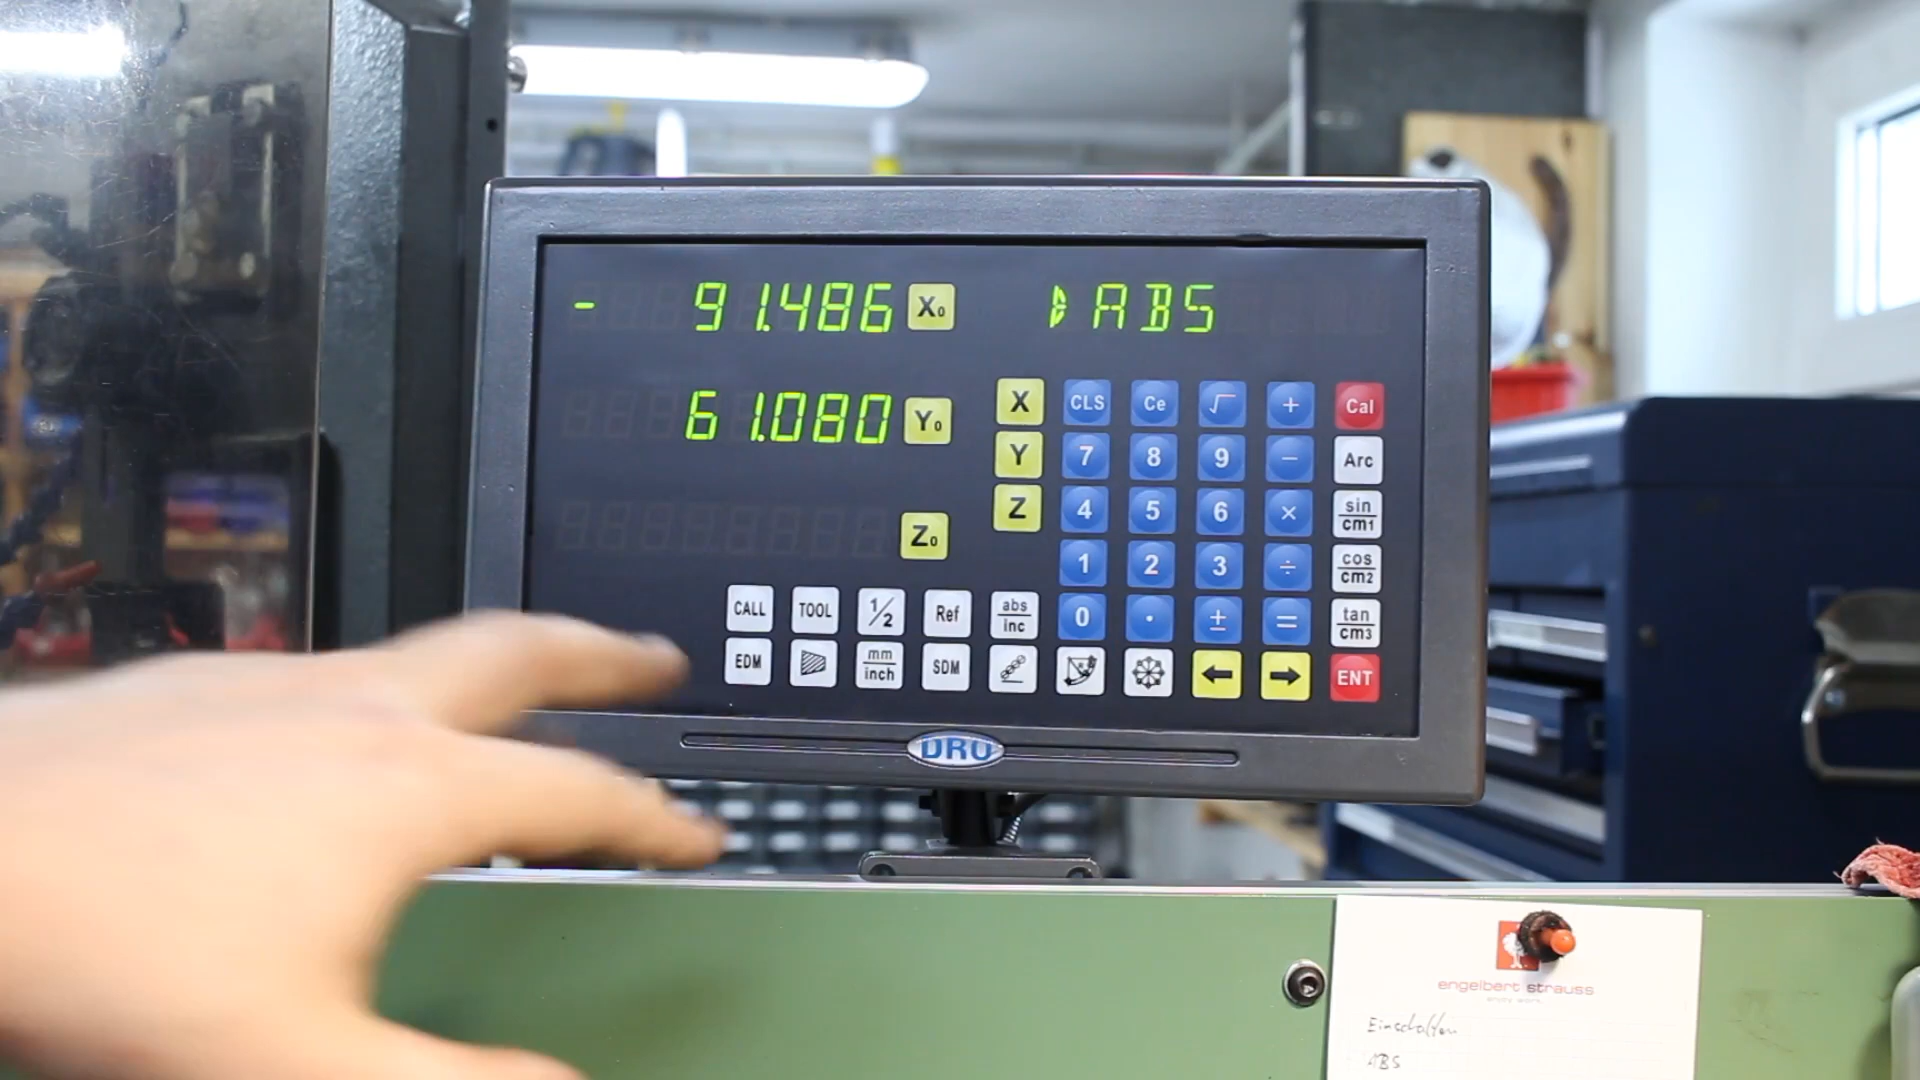 - 91.486 X0 ABS
61.080 Y0
Z0
X CLS Ce √ + Cal
Y 7 8 9 − Arc
Z 4 5 6 × sin cm1
1 2 3 ÷ cos cm2
CALL TOOL 1/2 Ref abs inc 0 . ± = tan cm3
EDM mm inch SDM ← → ENT
DRO
engelbert strauss
enjoy work.
Einschalten
ABS